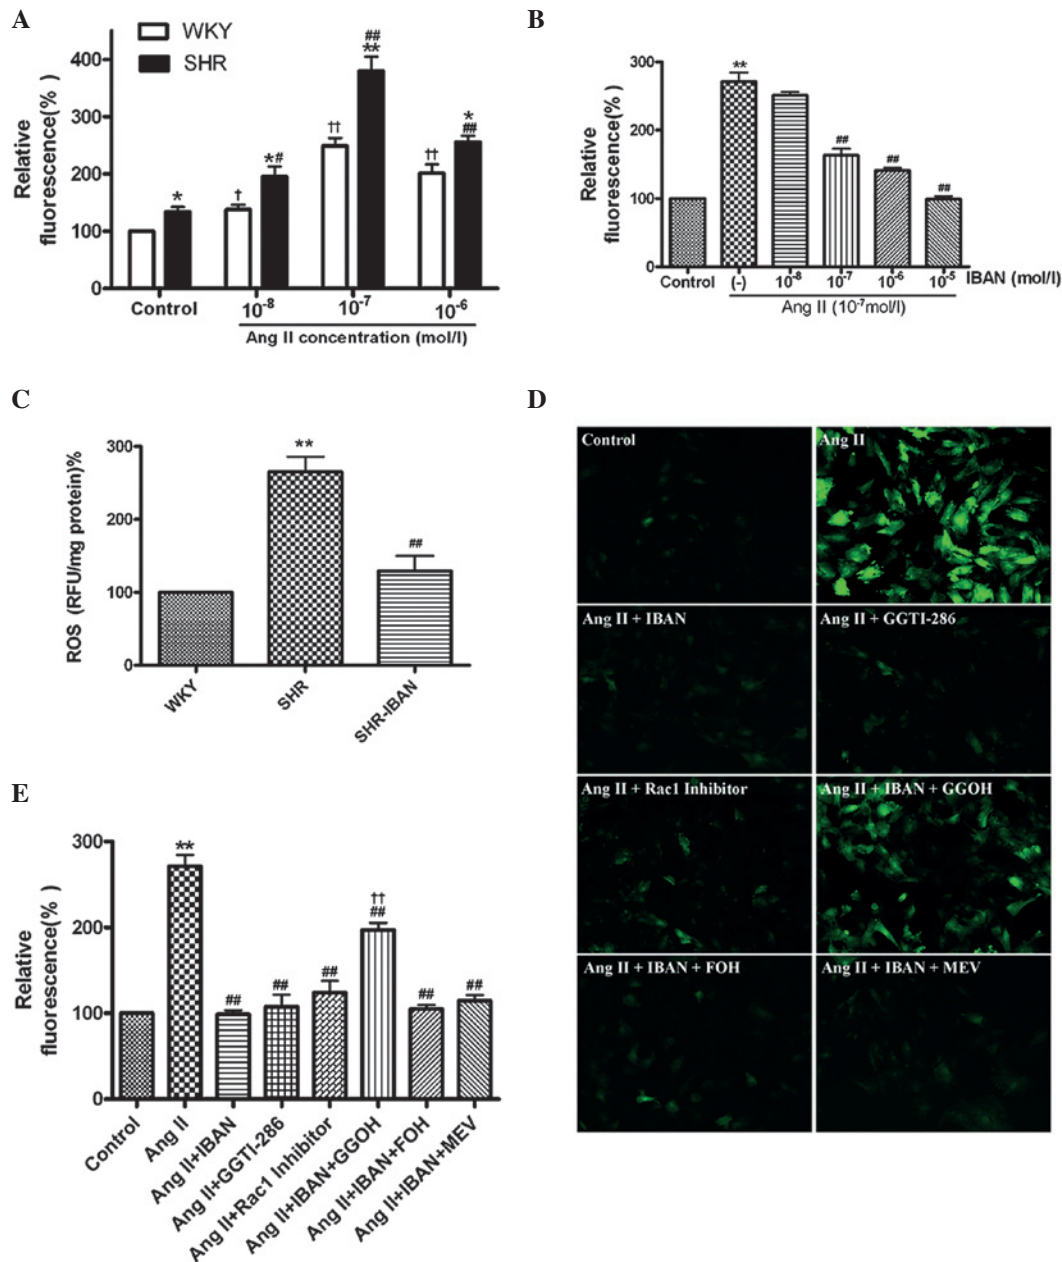 A
WKY
SHR
Relative
fluorescence(% )
400
300
200
100
0
*
†
*#
††
##
**
††
*
##
Control
10-8
10-7
10-6
Ang II concentration (mol/l)
B
Relative
fluorescence(% )
300
200
100
0
**
##
##
##
Control
(-)
10-8
10-7
10-6
10-5
IBAN (mol/l)
Ang II (10-7mol/l)
C
ROS (RFU/mg protein)%
300
200
100
0
**
##
WKY
SHR
SHR-IBAN
D
Control
Ang II
Ang II + IBAN
Ang II + GGTI-286
Ang II + Rac1 Inhibitor
Ang II + IBAN + GGOH
Ang II + IBAN + FOH
Ang II + IBAN + MEV
E
Relative
fluorescence(% )
300
200
100
0
**
##
##
##
††
##
##
##
Control
Ang II
Ang II+IBAN
Ang II+GGTI-286
Ang II+Rac1 Inhibitor
Ang II+IBAN+GGOH
Ang II+IBAN+FOH
Ang II+IBAN+MEV